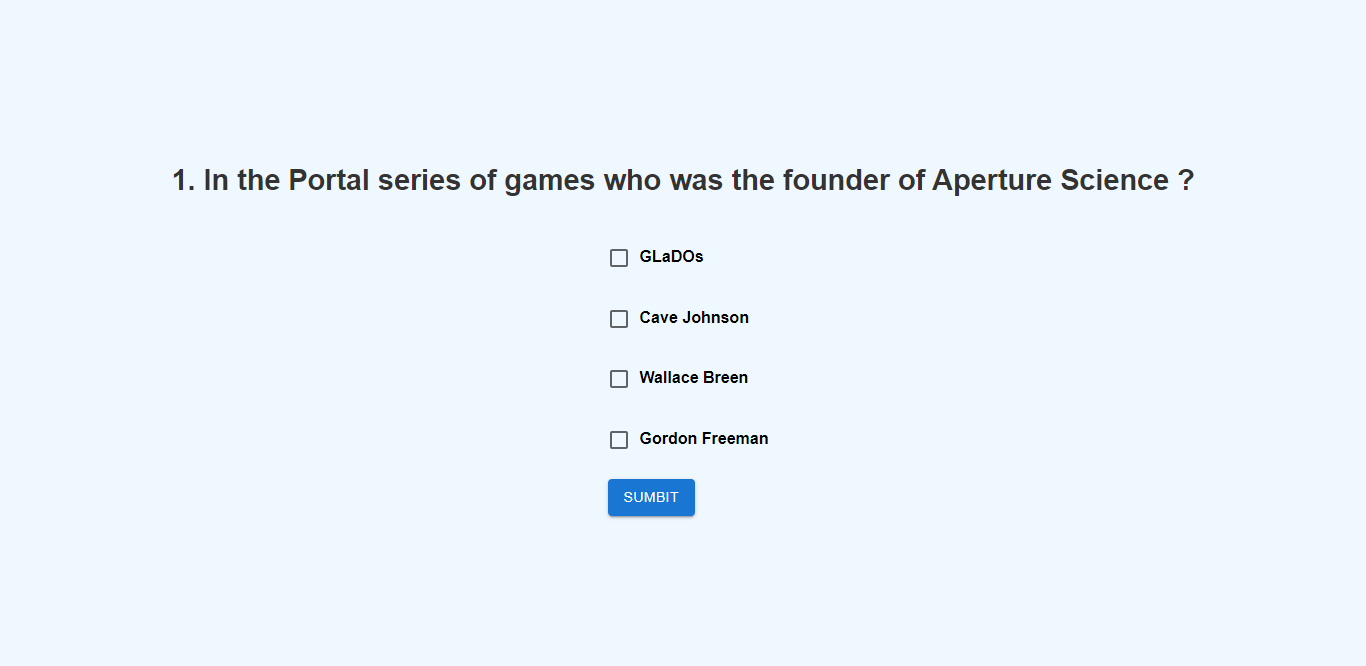 1. In the Portal series of games who was the founder of Aperture Science ?
GLaDOs
Cave Johnson
Wallace Breen
Gordon Freeman
SUMBIT